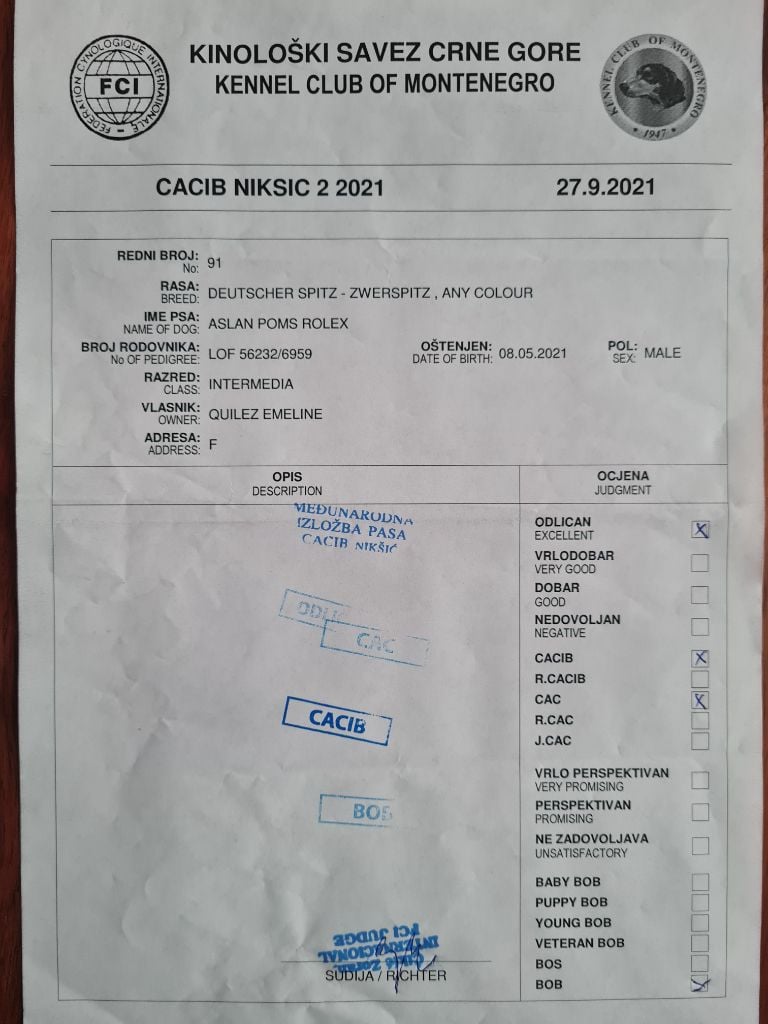 FEDERATION CYNOLOGIQUE INTERNATIONALE
FCI
KINOLOŠKI SAVEZ CRNE GORE
KENNEL CLUB OF MONTENEGRO
KENNEL CLUB OF MONTENEGRO
• 1947 •
CACIB NIKSIC 2 2021 27.9.2021
REDNI BROJ:
No: 91
RASA:
BREED: DEUTSCHER SPITZ - ZWERSPITZ , ANY COLOUR
IME PSA:
NAME OF DOG: ASLAN POMS ROLEX
BROJ RODOVNIKA:
No OF PEDIGREE: LOF 56232/6959
OŠTENJEN:
DATE OF BIRTH: 08.05.2021
POL:
SEX: MALE
RAZRED:
CLASS: INTERMEDIA
VLASNIK:
OWNER: QUILEZ EMELINE
ADRESA:
ADDRESS: F
OPIS
DESCRIPTION
OCJENA
JUDGMENT
MEĐUNARODNA
IZLOŽBA PASA
CACIB NIKŠIĆ
ODLIČ
CAC
CACIB
BOB
ODLICAN
EXCELLENT X
VRLODOBAR
VERY GOOD
DOBAR
GOOD
NEDOVOLJAN
NEGATIVE
CACIB X
R.CACIB
CAC X
R.CAC
J.CAC
VRLO PERSPEKTIVAN
VERY PROMISING
PERSPEKTIVAN
PROMISING
NE ZADOVOLJAVA
UNSATISFACTORY
BABY BOB
PUPPY BOB
YOUNG BOB
VETERAN BOB
BOS
BOB X
INTERNACIONAL
FCI JUDGE
SUDIJA / RICHTER